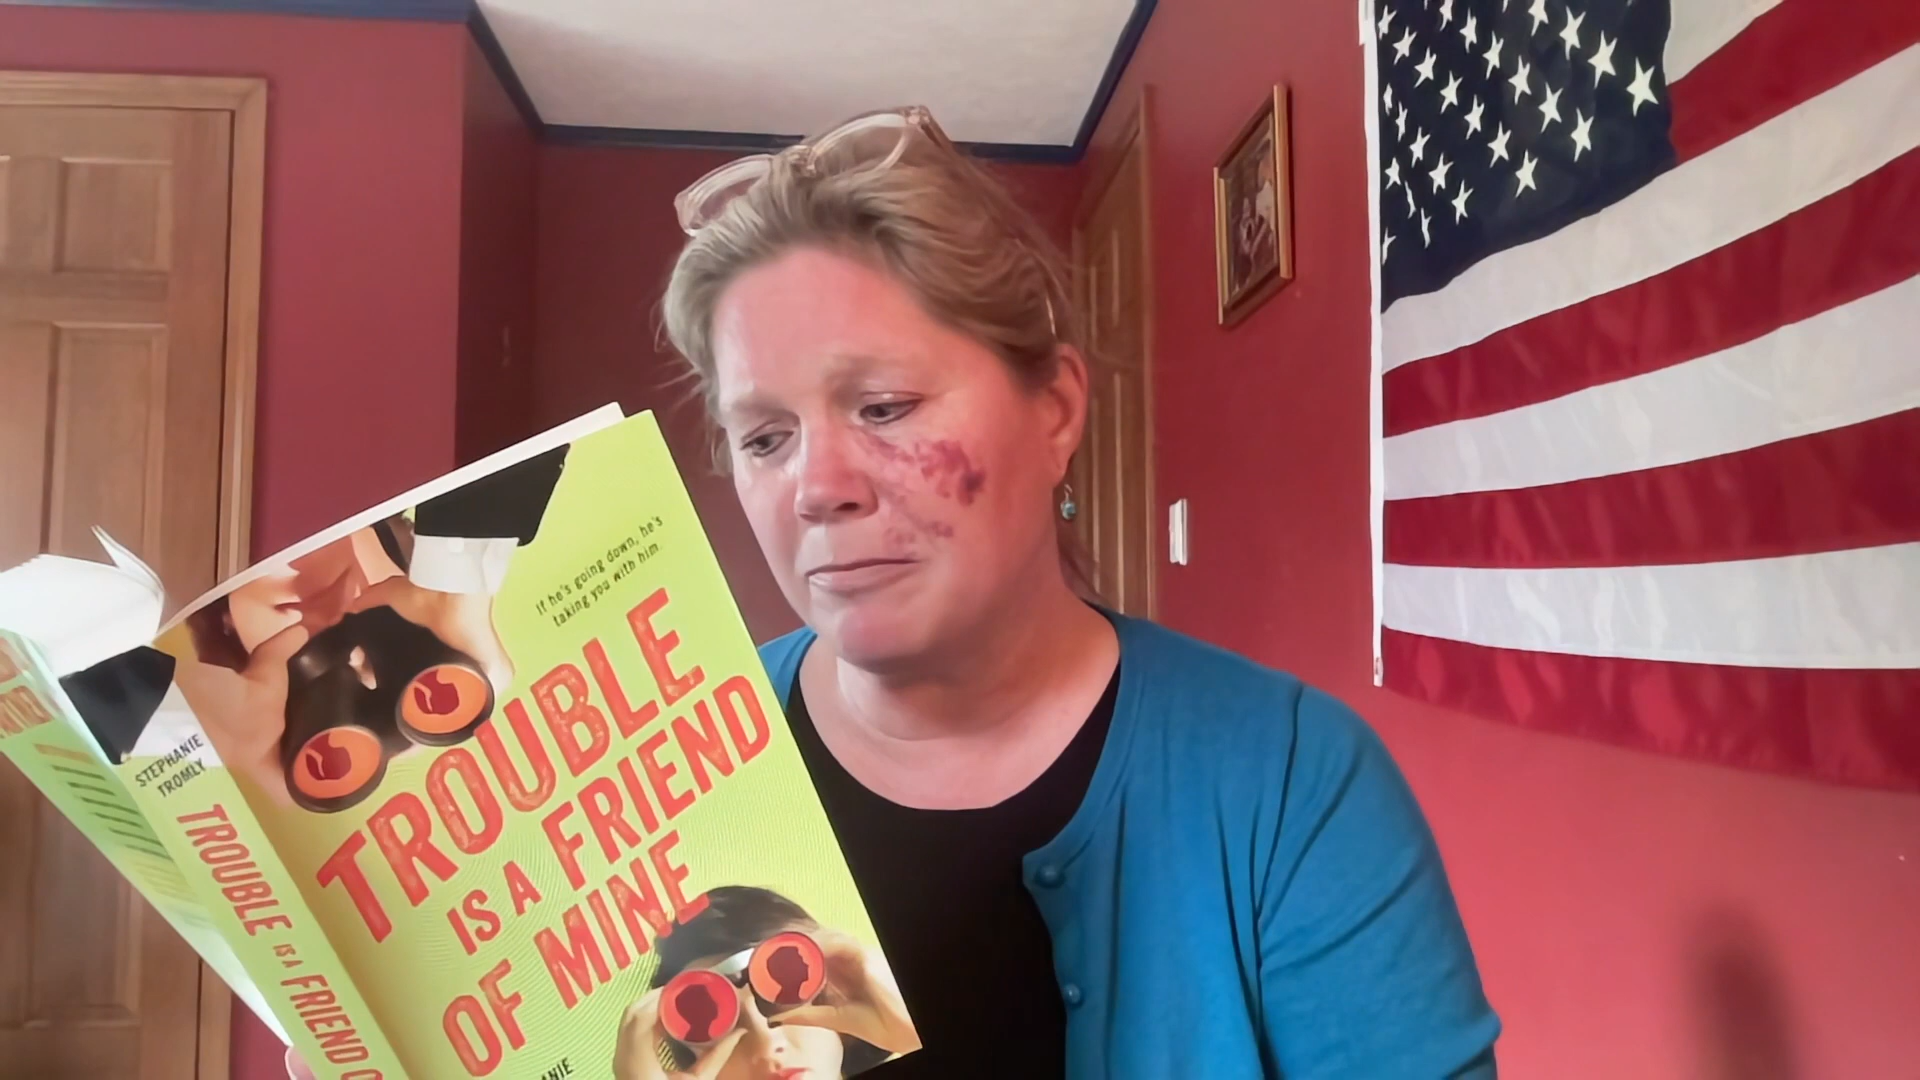 If he's going down, he's
taking you with him.
TROUBLE
IS A FRIEND
OF MINE
STEPHANIE
TROMLY
TROUBLE IS A FRIEND